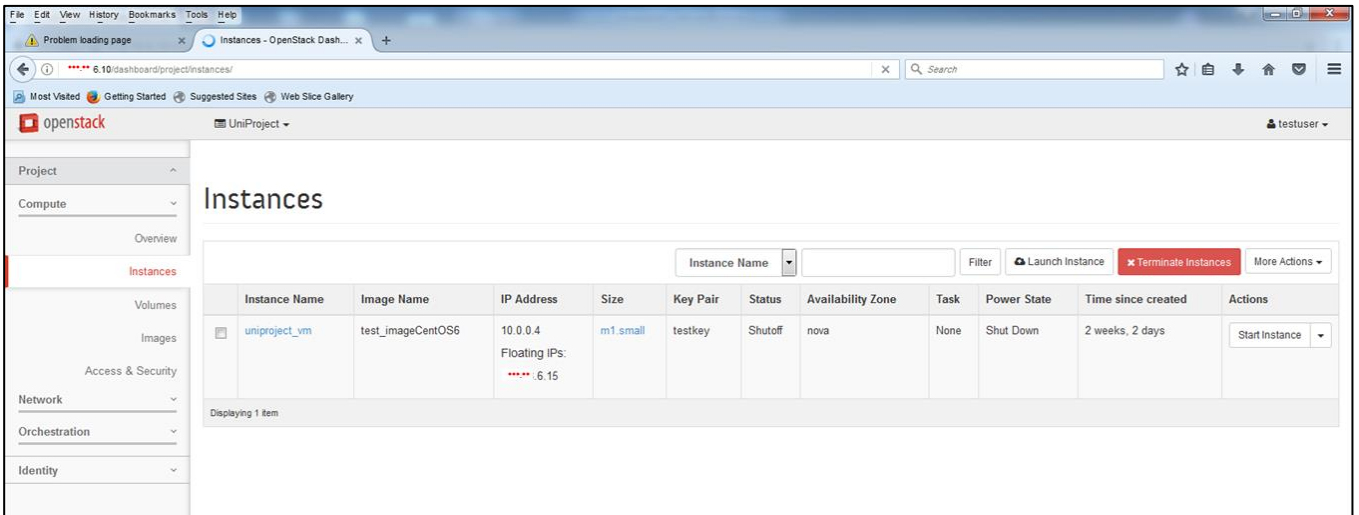 File Edit View History Bookmarks Tools Help
Problem loading page
Instances - OpenStack Dash...
***.** 6.10/dashboard/project/instances/
Search
Most Visited Getting Started Suggested Sites Web Slice Gallery
openstack UniProject testuser
Project
Compute
Overview
Instances
Volumes
Images
Access & Security
Network
Orchestration
Identity
Instances
Instance Name Filter Launch Instance Terminate Instances More Actions
Instance Name Image Name IP Address Size Key Pair Status Availability Zone Task Power State Time since created Actions
uniproject_vm test_imageCentOS6 10.0.0.4 m1.small testkey Shutoff nova None Shut Down 2 weeks, 2 days Start Instance
Floating IPs:
***.** .6.15
Displaying 1 item